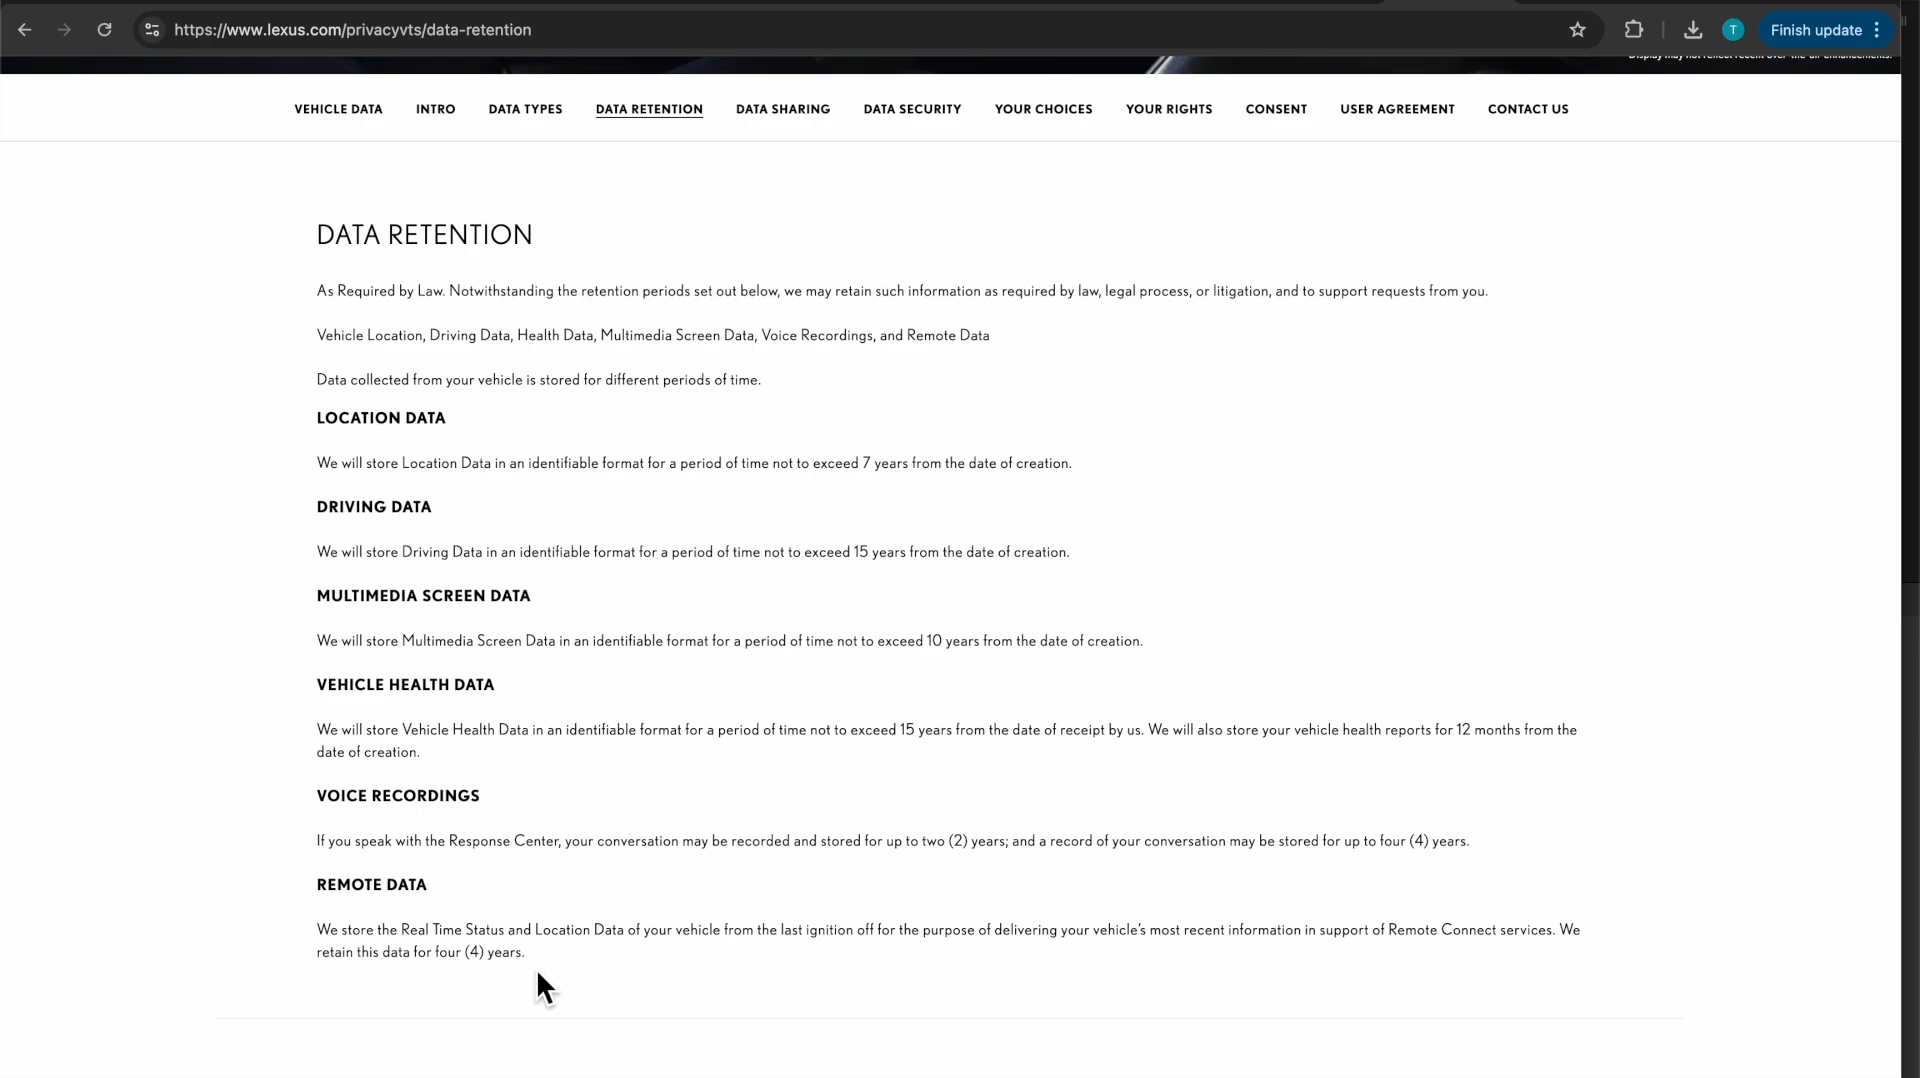 https://www.lexus.com/privacyvts/data-retention
T
Finish update
Display may not reflect recent over-the-air enhancements.
VEHICLE DATA INTRO DATA TYPES DATA RETENTION DATA SHARING DATA SECURITY YOUR CHOICES YOUR RIGHTS CONSENT USER AGREEMENT CONTACT US
DATA RETENTION
As Required by Law. Notwithstanding the retention periods set out below, we may retain such information as required by law, legal process, or litigation, and to support requests from you.
Vehicle Location, Driving Data, Health Data, Multimedia Screen Data, Voice Recordings, and Remote Data
Data collected from your vehicle is stored for different periods of time.
LOCATION DATA
We will store Location Data in an identifiable format for a period of time not to exceed 7 years from the date of creation.
DRIVING DATA
We will store Driving Data in an identifiable format for a period of time not to exceed 15 years from the date of creation.
MULTIMEDIA SCREEN DATA
We will store Multimedia Screen Data in an identifiable format for a period of time not to exceed 10 years from the date of creation.
VEHICLE HEALTH DATA
We will store Vehicle Health Data in an identifiable format for a period of time not to exceed 15 years from the date of receipt by us. We will also store your vehicle health reports for 12 months from the
date of creation.
VOICE RECORDINGS
If you speak with the Response Center, your conversation may be recorded and stored for up to two (2) years; and a record of your conversation may be stored for up to four (4) years.
REMOTE DATA
We store the Real Time Status and Location Data of your vehicle from the last ignition off for the purpose of delivering your vehicle's most recent information in support of Remote Connect services. We
retain this data for four (4) years.